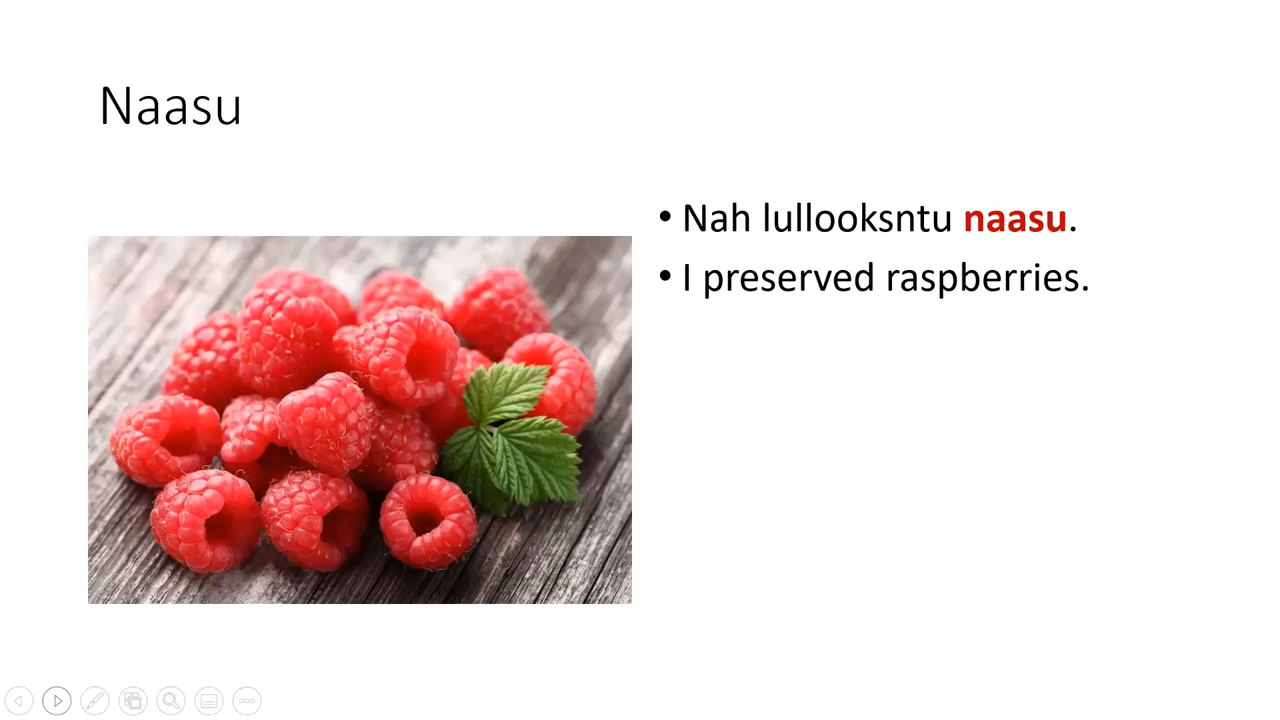 Naasu
• Nah lullooksntu naasu.
• I preserved raspberries.